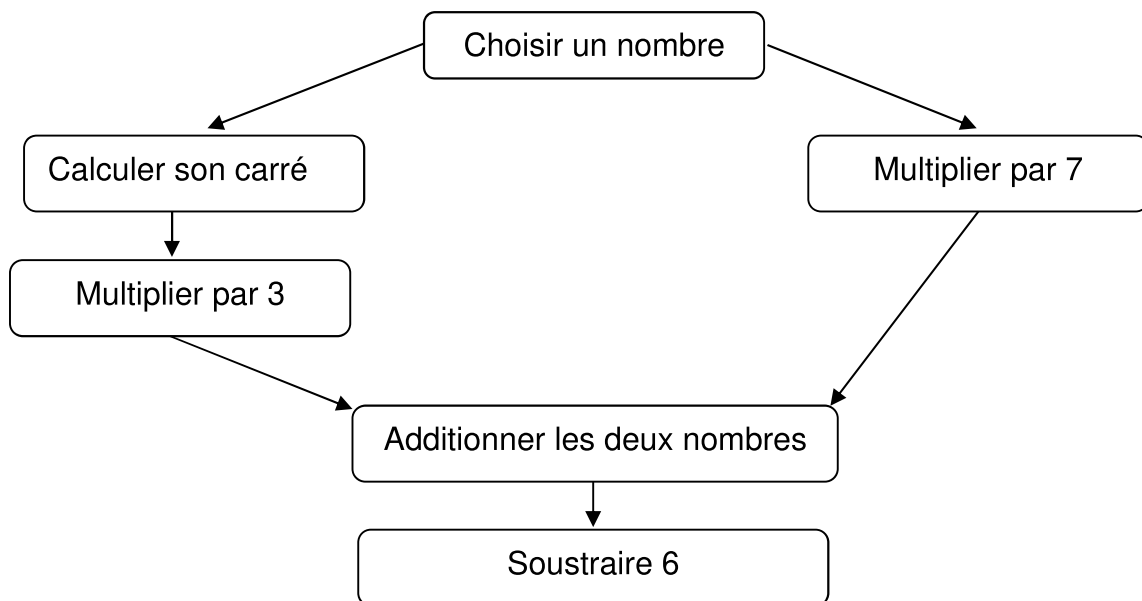 Choisir un nombre
Calculer son carré
Multiplier par 7
Multiplier par 3
Additionner les deux nombres
Soustraire 6